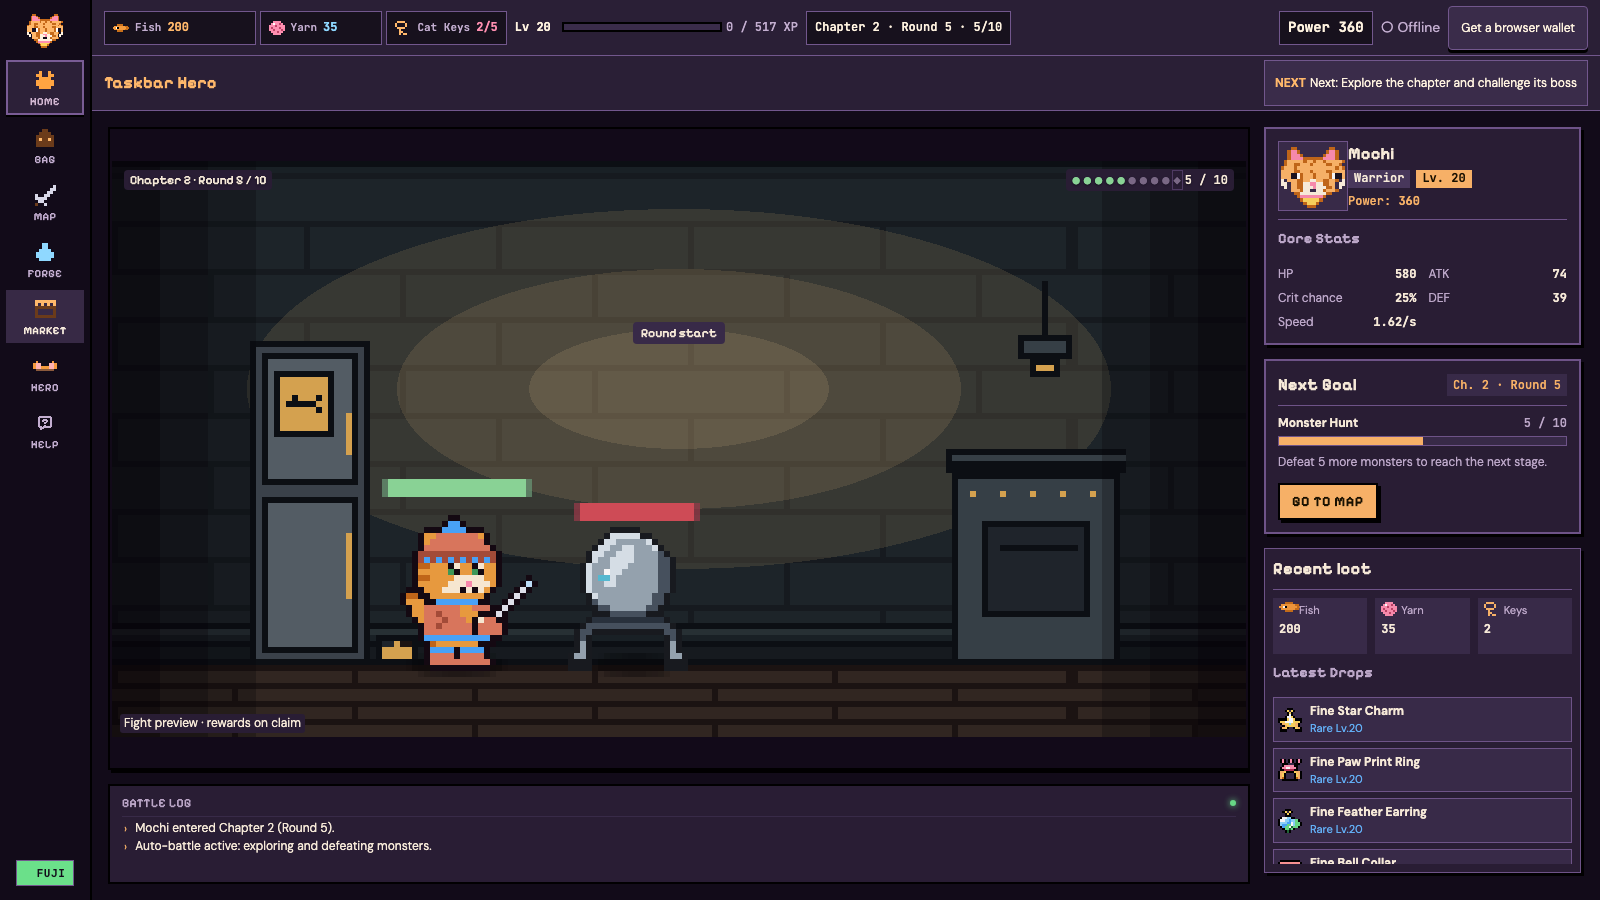 Fish 200
Yarn 35
Cat Keys 2/5
Lv 20
0 / 517 XP
Chapter 2 · Round 5 · 5/10
Power 360
Offline
Get a browser wallet
Taskbar Hero
NEXT Next: Explore the chapter and challenge its boss
HOME
BAG
MAP
FORGE
MARKET
HERO
HELP
FUJI
Chapter 2 · Round 5 / 10
5 / 10
Round start
Fight preview · rewards on claim
BATTLE LOG
› Mochi entered Chapter 2 (Round 5).
› Auto-battle active: exploring and defeating monsters.
Mochi
Warrior Lv. 20
Power: 360
Core Stats
HP 580 ATK 74
Crit chance 25% DEF 39
Speed 1.62/s
Next Goal
Ch. 2 · Round 5
Monster Hunt 5 / 10
Defeat 5 more monsters to reach the next stage.
GO TO MAP
Recent loot
Fish 200
Yarn 35
Keys 2
Latest Drops
Fine Star Charm
Rare Lv.20
Fine Paw Print Ring
Rare Lv.20
Fine Feather Earring
Rare Lv.20
Fine Bell Collar